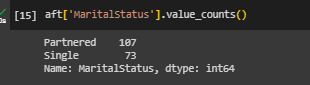 [15] aft['MaritalStatus'].value_counts()
Partnered    107
Single        73
Name: MaritalStatus, dtype: int64